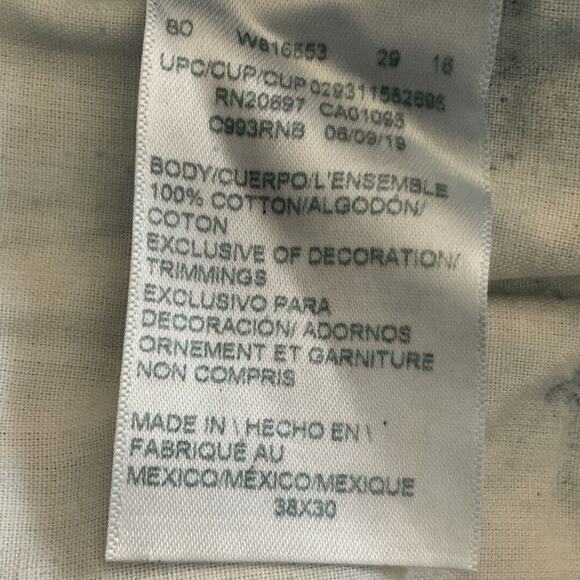 80 W816553 29 16
UPC/CUP/CUP 029311552695
RN20697 CA01095
C993RNB 06/09/19
BODY/CUERPO/L'ENSEMBLE
100% COTTON/ALGODÓN/
COTON
EXCLUSIVE OF DECORATION/
TRIMMINGS
EXCLUSIVO PARA
DECORACION/ ADORNOS
ORNEMENT ET GARNITURE
NON COMPRIS
MADE IN \ HECHO EN \
FABRIQUÉ AU
MEXICO/MÉXICO/MEXIQUE
38X30